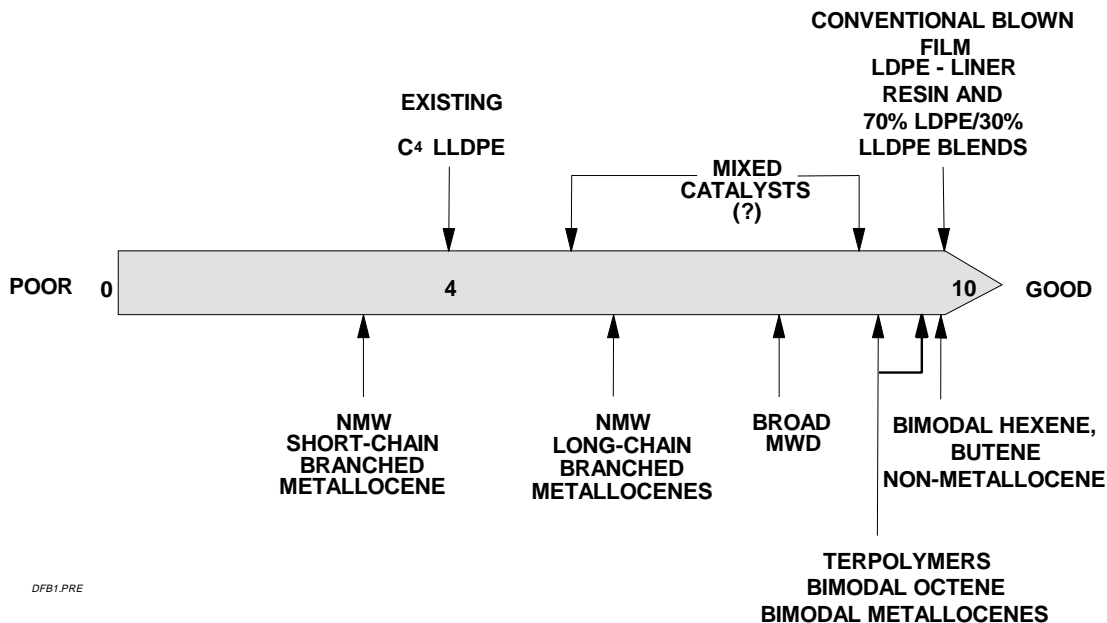 CONVENTIONAL BLOWN
FILM
LDPE - LINER
RESIN AND
70% LDPE/30%
LLDPE BLENDS
EXISTING
C4 LLDPE
MIXED
CATALYSTS
(?)
POOR
0
4
10
GOOD
NMW
SHORT-CHAIN
BRANCHED
METALLOCENE
NMW
LONG-CHAIN
BRANCHED
METALLOCENES
BROAD
MWD
BIMODAL HEXENE,
BUTENE
NON-METALLOCENE
TERPOLYMERS
BIMODAL OCTENE
BIMODAL METALLOCENES
DFB1.PRE